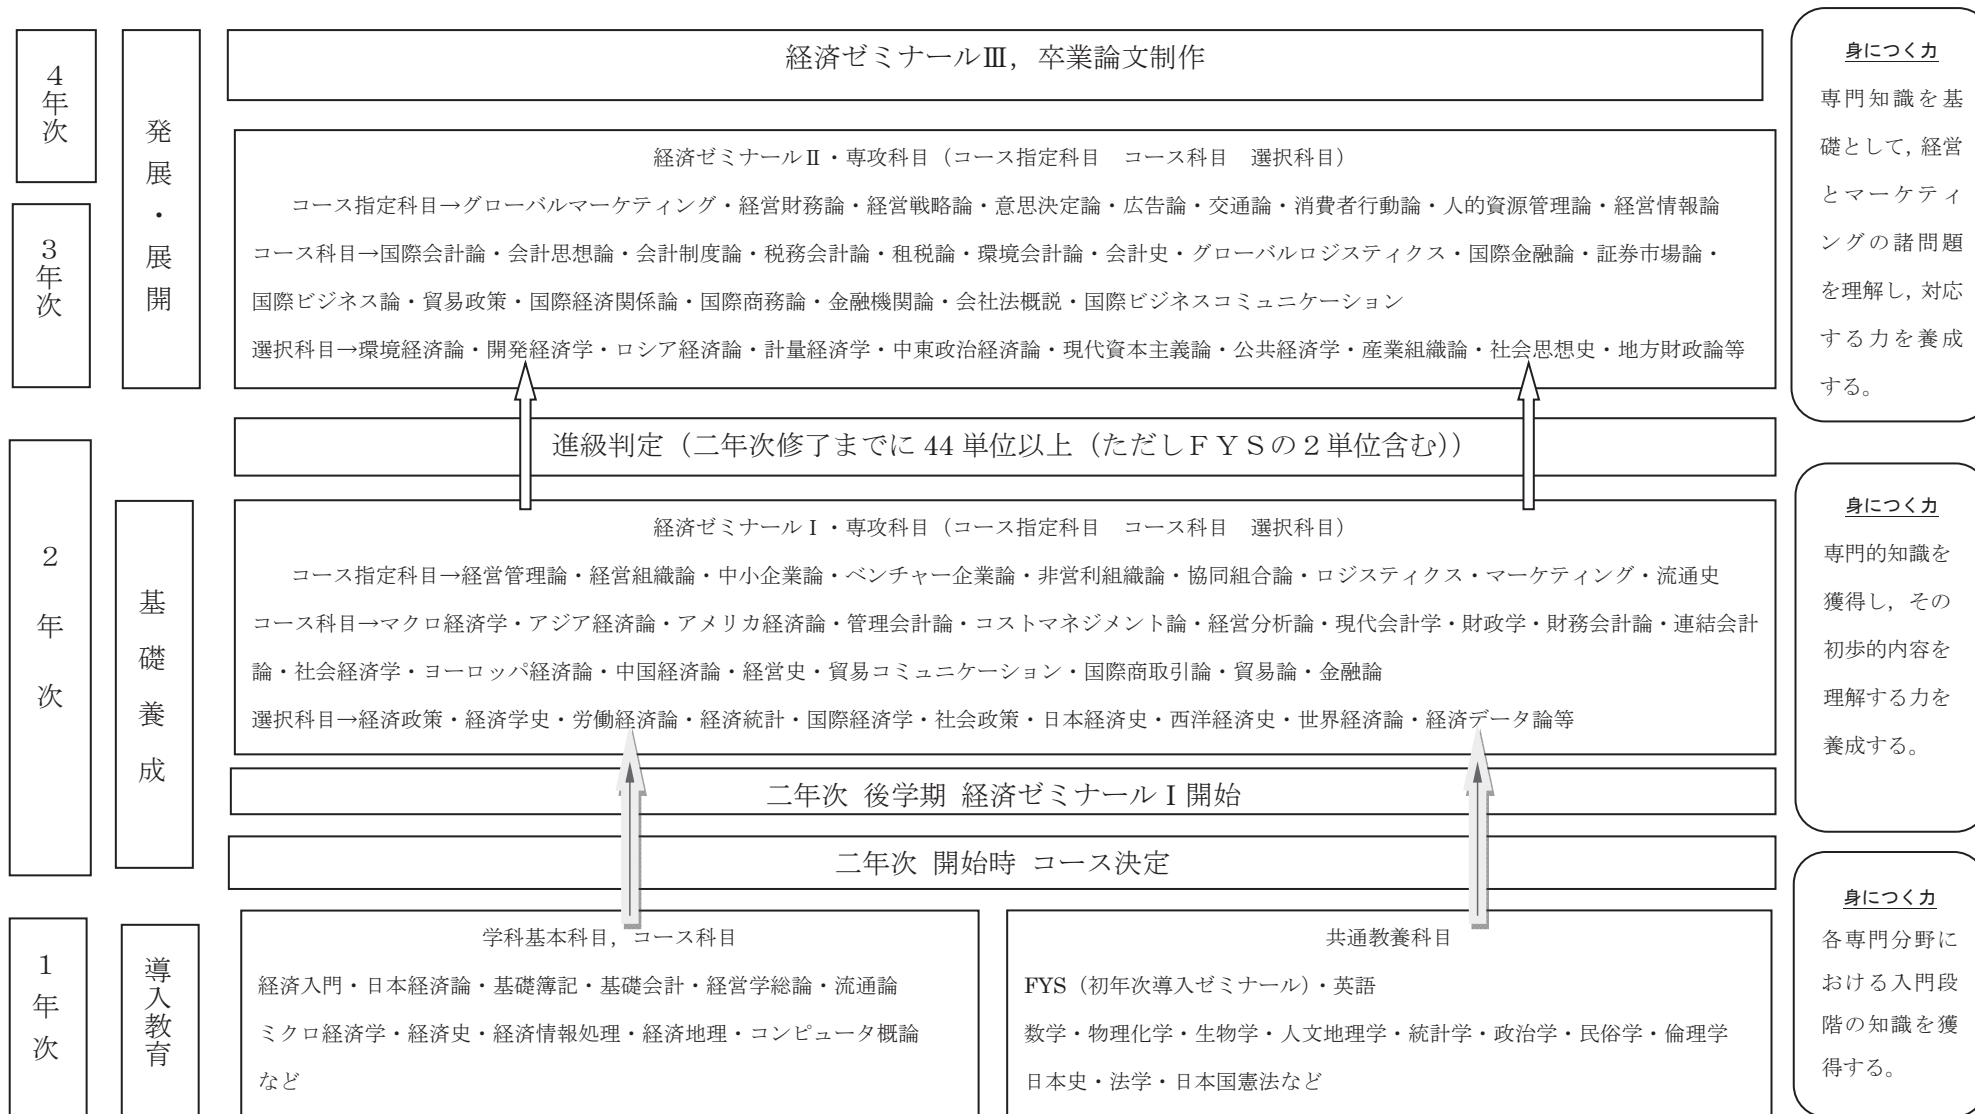 4年次
発展・展開
経済ゼミナールⅢ，卒業論文制作
身につく力
専門知識を基
礎として，経営
とマーケティ
ングの諸問題
を理解し，対応
する力を養成
する。
3年次
経済ゼミナールⅡ・専攻科目（コース指定科目　コース科目　選択科目）
コース指定科目→グローバルマーケティング・経営財務論・経営戦略論・意思決定論・広告論・交通論・消費者行動論・人的資源管理論・経営情報論
コース科目→国際会計論・会計思想論・会計制度論・税務会計論・租税論・環境会計論・会計史・グローバルロジスティクス・国際金融論・証券市場論・
国際ビジネス論・貿易政策・国際経済関係論・国際商務論・金融機関論・会社法概説・国際ビジネスコミュニケーション
選択科目→環境経済論・開発経済学・ロシア経済論・計量経済学・中東政治経済論・現代資本主義論・公共経済学・産業組織論・社会思想史・地方財政論等
進級判定（二年次修了までに 44 単位以上（ただしＦＹＳの２単位含む））
2年次
基礎養成
経済ゼミナールⅠ・専攻科目（コース指定科目　コース科目　選択科目）
コース指定科目→経営管理論・経営組織論・中小企業論・ベンチャー企業論・非営利組織論・協同組合論・ロジスティクス・マーケティング・流通史
コース科目→マクロ経済学・アジア経済論・アメリカ経済論・管理会計論・コストマネジメント論・経営分析論・現代会計学・財政学・財務会計論・連結会計
論・社会経済学・ヨーロッパ経済論・中国経済論・経営史・貿易コミュニケーション・国際商取引論・貿易論・金融論
選択科目→経済政策・経済学史・労働経済論・経済統計・国際経済学・社会政策・日本経済史・西洋経済史・世界経済論・経済データ論等
身につく力
専門的知識を
獲得し，その
初歩的内容を
理解する力を
養成する。
二年次 後学期 経済ゼミナールⅠ開始
二年次 開始時 コース決定
1年次
導入教育
学科基本科目，コース科目
経済入門・日本経済論・基礎簿記・基礎会計・経営学総論・流通論
ミクロ経済学・経済史・経済情報処理・経済地理・コンピュータ概論
など
共通教養科目
FYS（初年次導入ゼミナール）・英語
数学・物理化学・生物学・人文地理学・統計学・政治学・民俗学・倫理学
日本史・法学・日本国憲法など
身につく力
各専門分野に
おける入門段
階の知識を獲
得する。